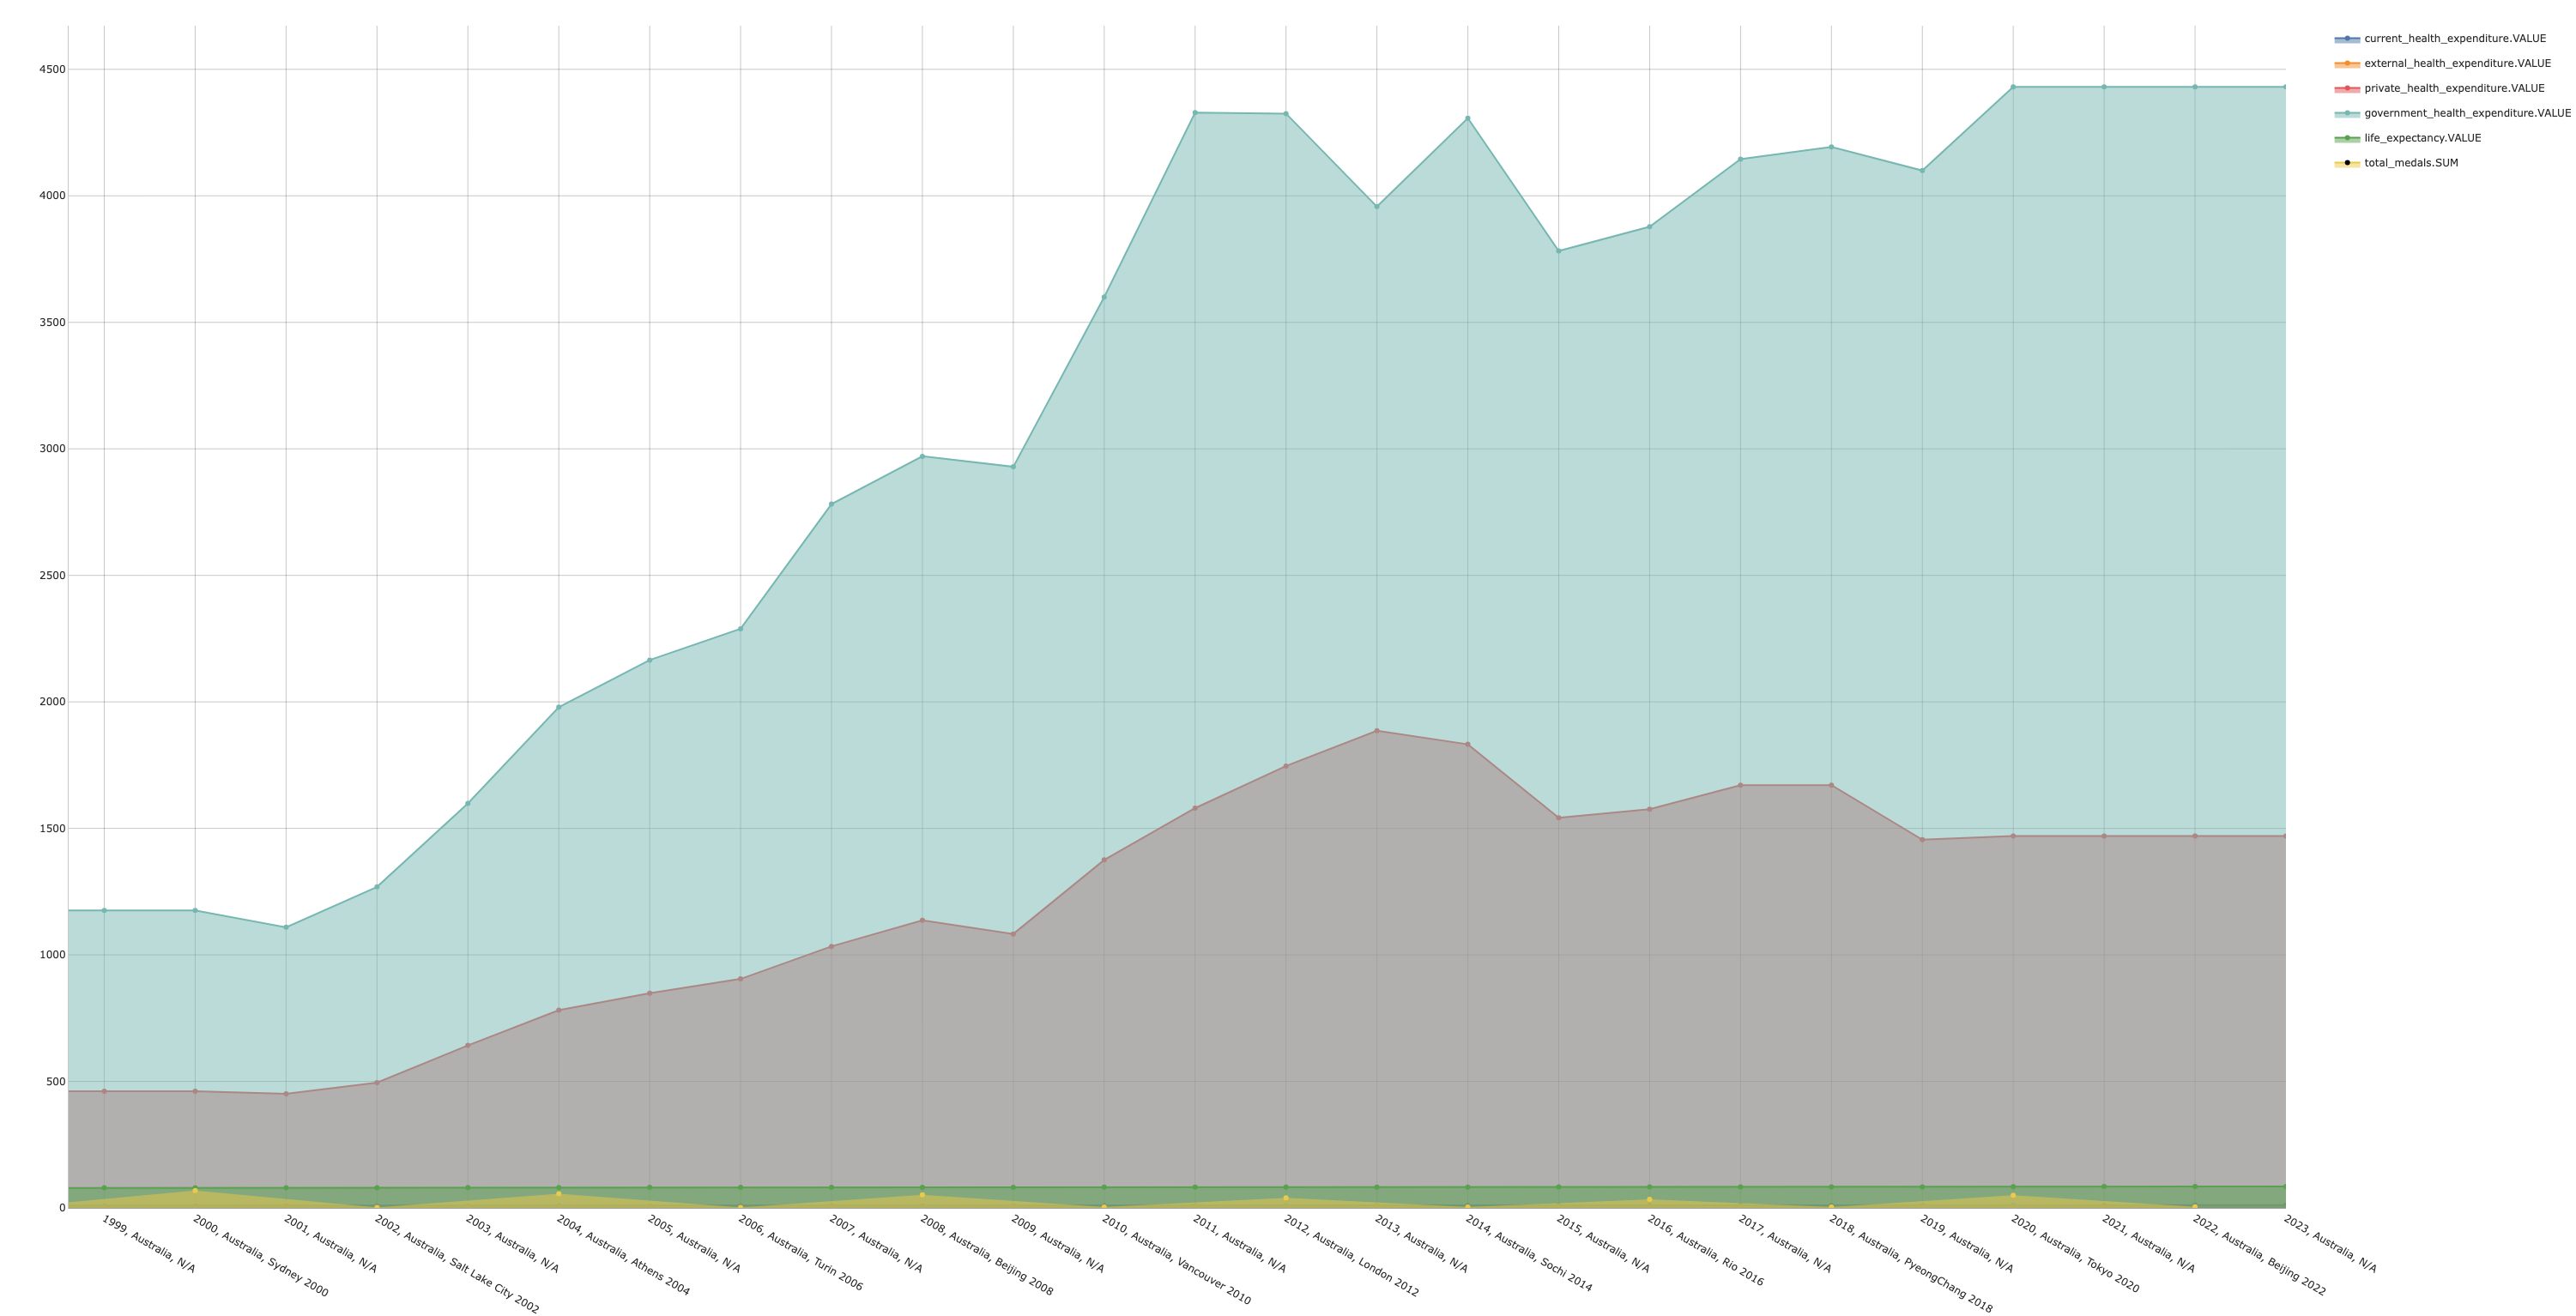 4500
4000
3500
3000
2500
2000
1500
1000
500
0
1999, Australia, N/A
2000, Australia, Sydney 2000
2001, Australia, N/A
2002, Australia, Salt Lake City 2002
2003, Australia, N/A
2004, Australia, Athens 2004
2005, Australia, N/A
2006, Australia, Turin 2006
2007, Australia, N/A
2008, Australia, Beijing 2008
2009, Australia, N/A
2010, Australia, Vancouver 2010
2011, Australia, N/A
2012, Australia, London 2012
2013, Australia, N/A
2014, Australia, Sochi 2014
2015, Australia, N/A
2016, Australia, Rio 2016
2017, Australia, N/A
2018, Australia, PyeongChang 2018
2019, Australia, N/A
2020, Australia, Tokyo 2020
2021, Australia, N/A
2022, Australia, Beijing 2022
2023, Australia, N/A
current_health_expenditure.VALUE
external_health_expenditure.VALUE
private_health_expenditure.VALUE
government_health_expenditure.VALUE
life_expectancy.VALUE
total_medals.SUM